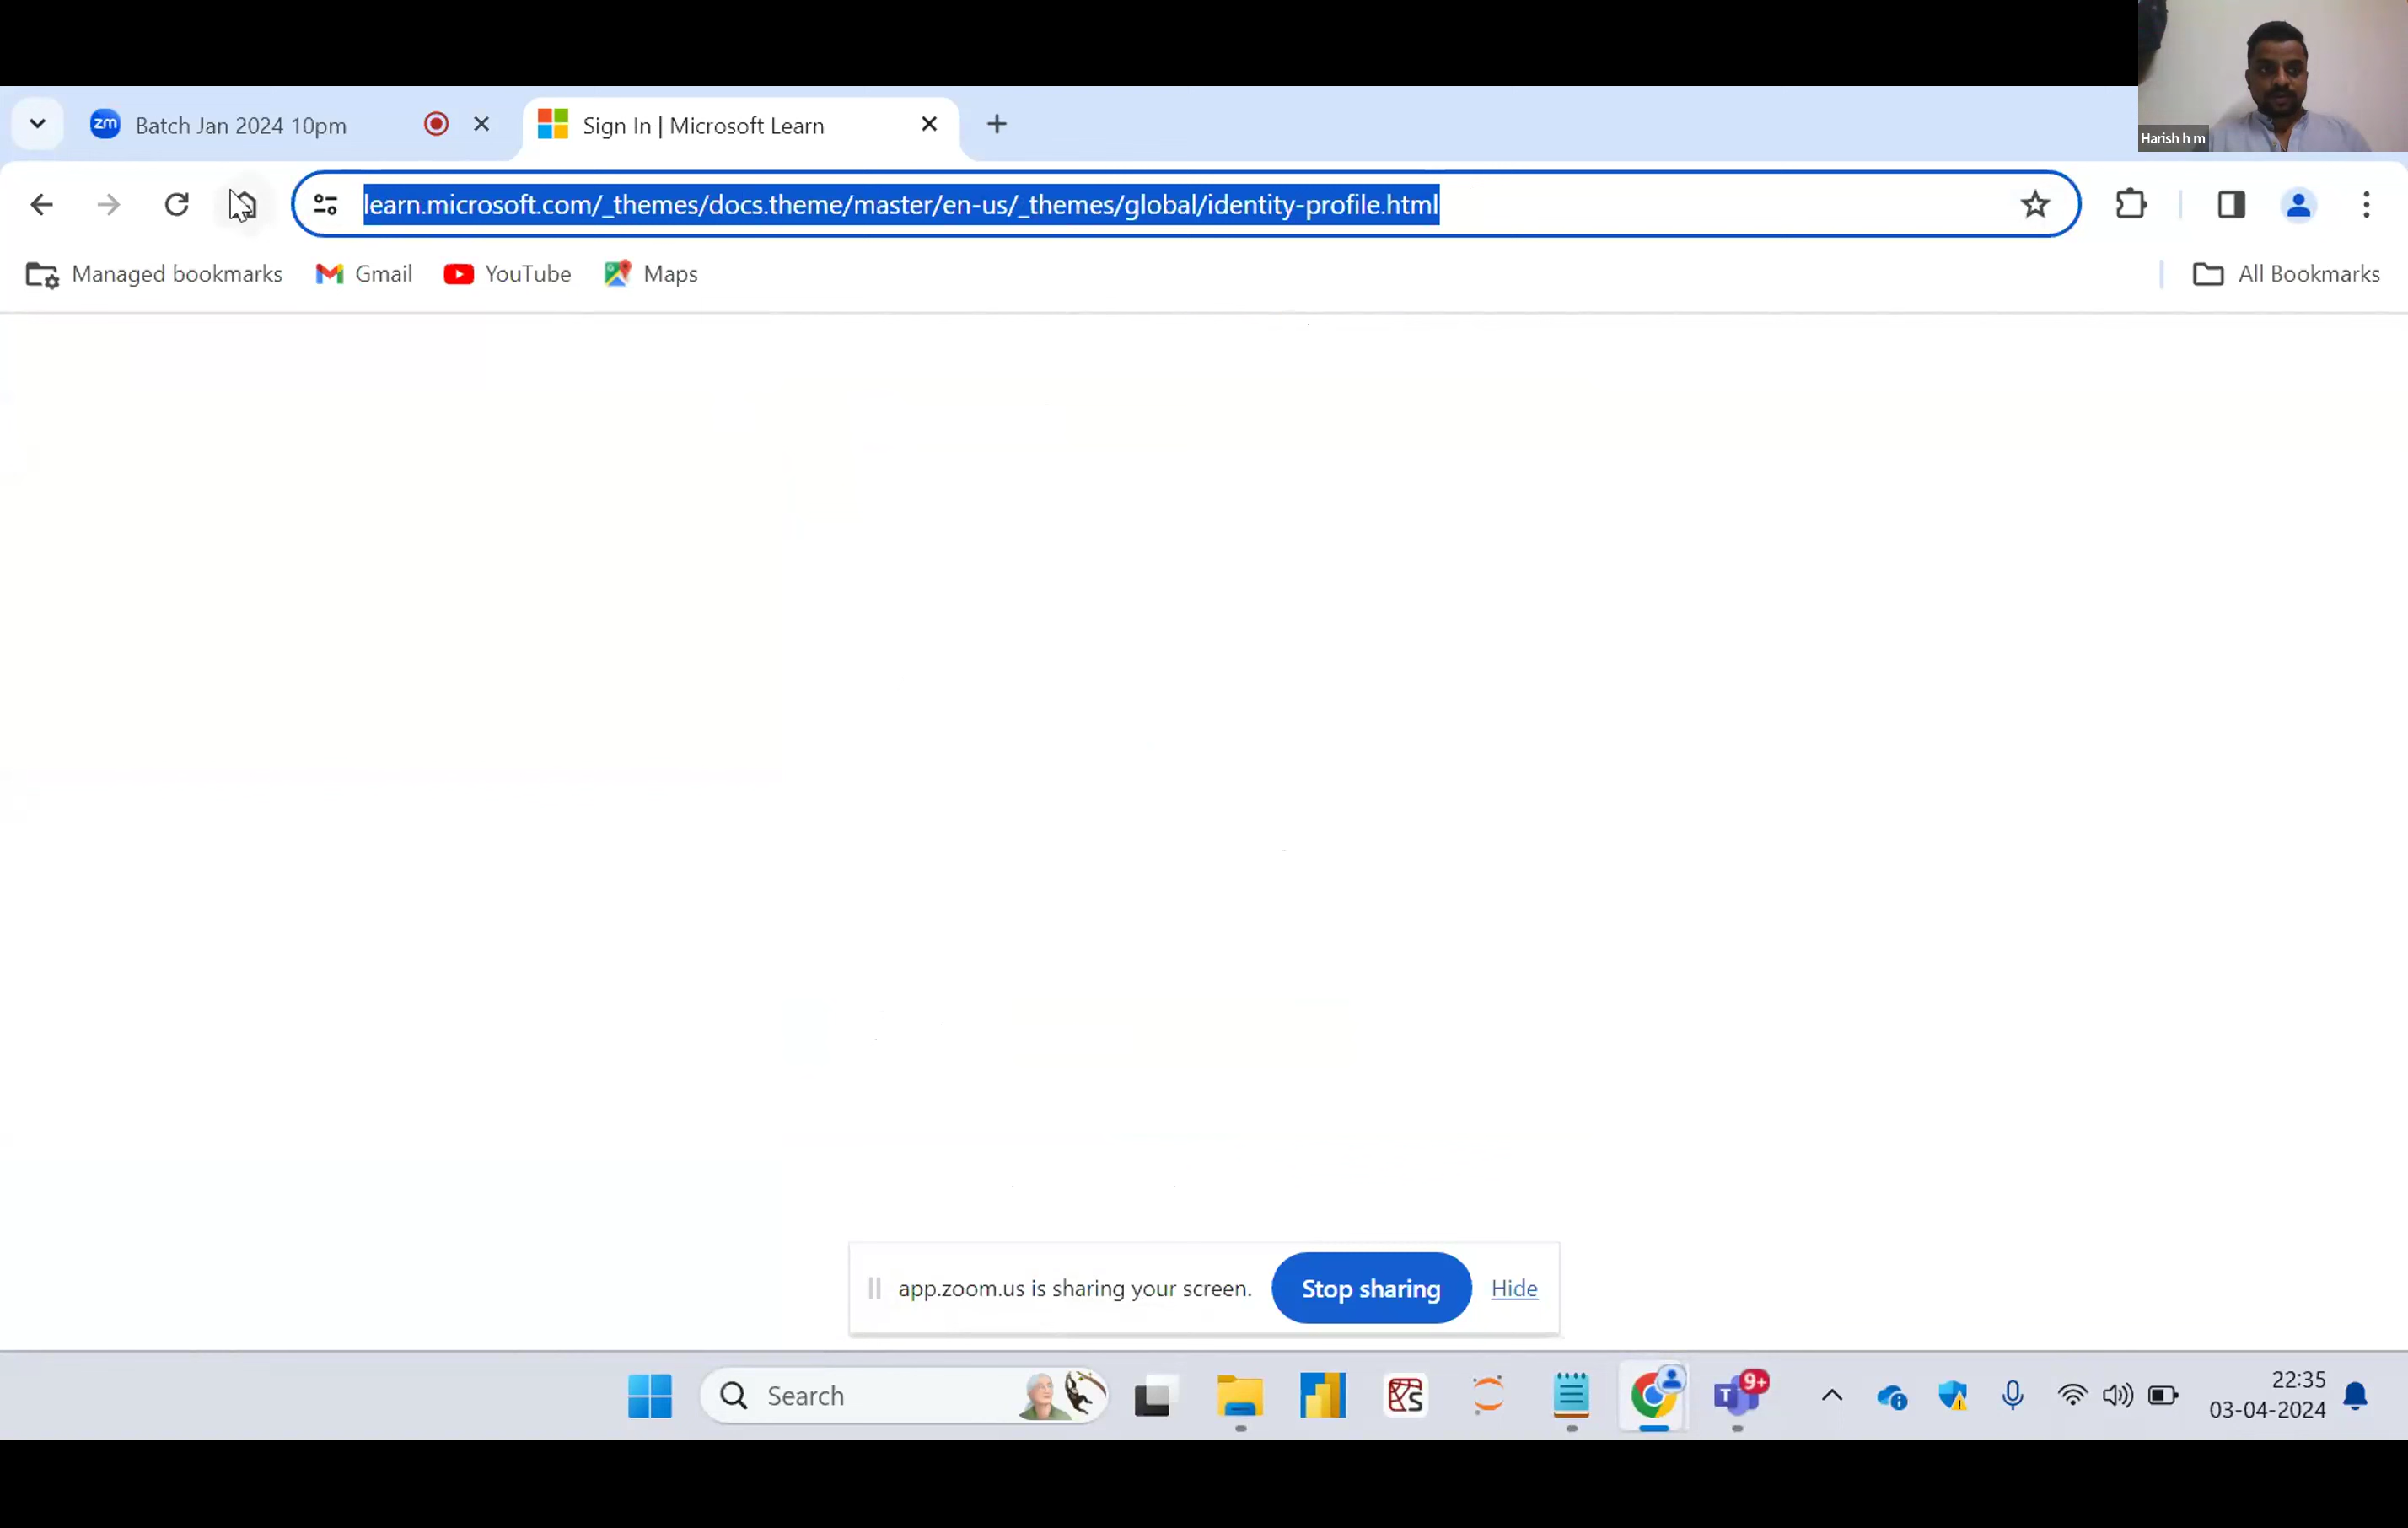 Harish h m
zm Batch Jan 2024 10pm
Sign In | Microsoft Learn
learn.microsoft.com/_themes/docs.theme/master/en-us/_themes/global/identity-profile.html
Managed bookmarks Gmail YouTube Maps All Bookmarks
app.zoom.us is sharing your screen. Stop sharing Hide
Search 9+ 22:35
03-04-2024